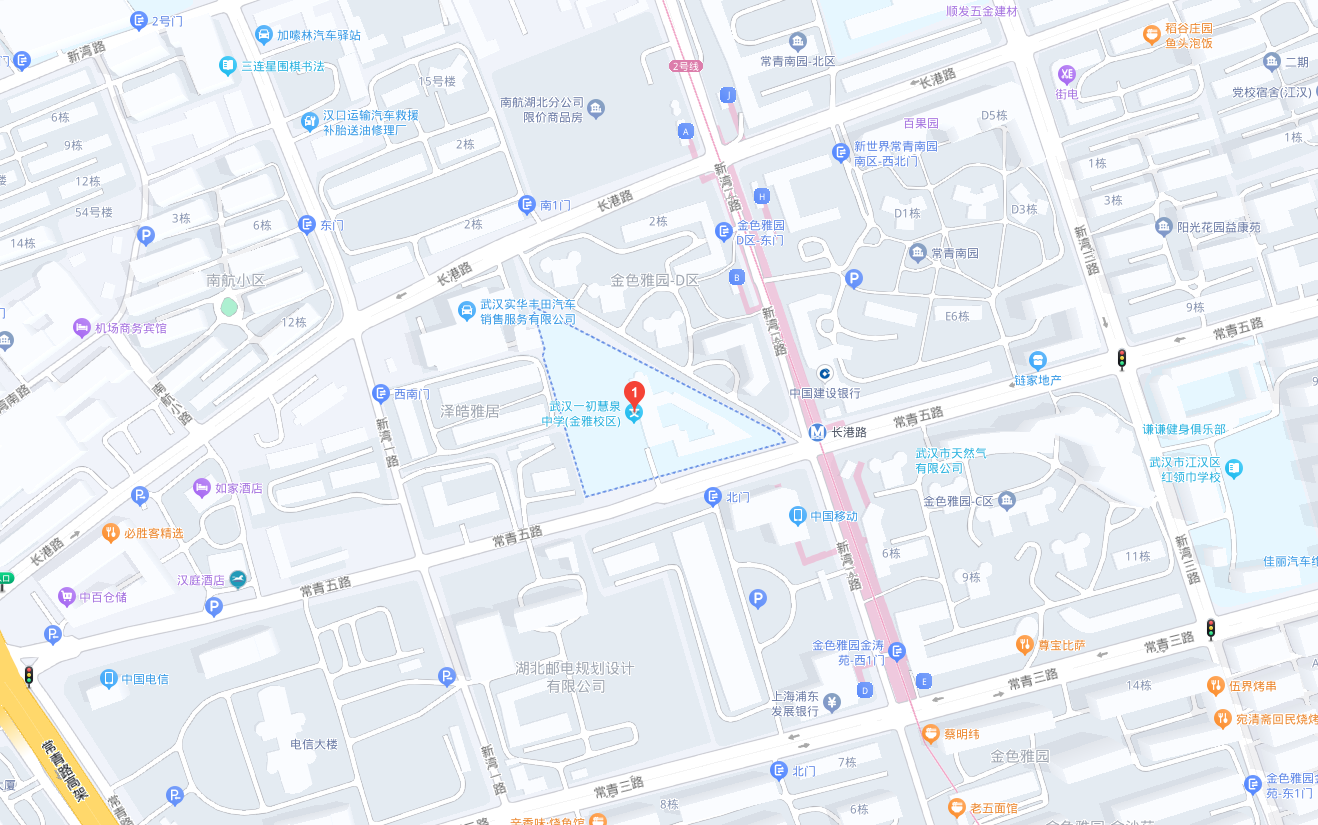 2号门
加嗪林汽车驿站
新湾路
三连星围棋书法
15号楼
6栋
汉口运输汽车救援
补胎送油修理厂
9栋
2栋
12栋
54号楼
3栋
6栋
14栋
东门
P
南航小区
12栋
机场商务宾馆
南航小路
顺发五金建材
2号线
常青南园-北区
稻谷庄园
鱼头泡饭
二期
街电
党校宿舍(江汉)
长港路
南航湖北分公司
限价商品房
J
A
百果园
D5栋
新世界常青南园
南区-西北门
1栋
1栋
3栋
新湾二路
H
南1门
长港路
2栋
2栋
金色雅园
D区-东门
D1栋
D3栋
阳光花园益康苑
新湾三路
常青南园
长港路
金色雅园-D区
B
P
9栋
E6栋
武汉实华丰田汽车
销售服务有限公司
新湾二路
常青五路
链家地产
中国建设银行
1
武汉一初慧泉
中学(金雅校区)
西南门
泽皓雅居
新湾一路
长港路
常青五路
谦谦健身俱乐部
武汉市天然气
有限公司
武汉市江汉区
红领巾学校
金色雅园-C区
如家酒店
P
必胜客精选
长港路
北门
中国移动
常青五路
新湾二路
6栋
9栋
11栋
新湾三路
佳丽汽车维
汉庭酒店
常青五路
中百仓储
P
P
P
中国电信
湖北邮电规划设计
有限公司
P
金色雅园金涛
苑-西1门
尊宝比萨
常青三路
常青三路
D
E
上海浦东
发展银行
14栋
伍界烤串
宛清斋回民烧烤
电信大楼
蔡明纬
金色雅园
常青路高架
新湾一路
北门
7栋
常青三路
8栋
6栋
P
常青路
老五面馆
金色雅园
苑-东1门
辛香味·烧鱼馆